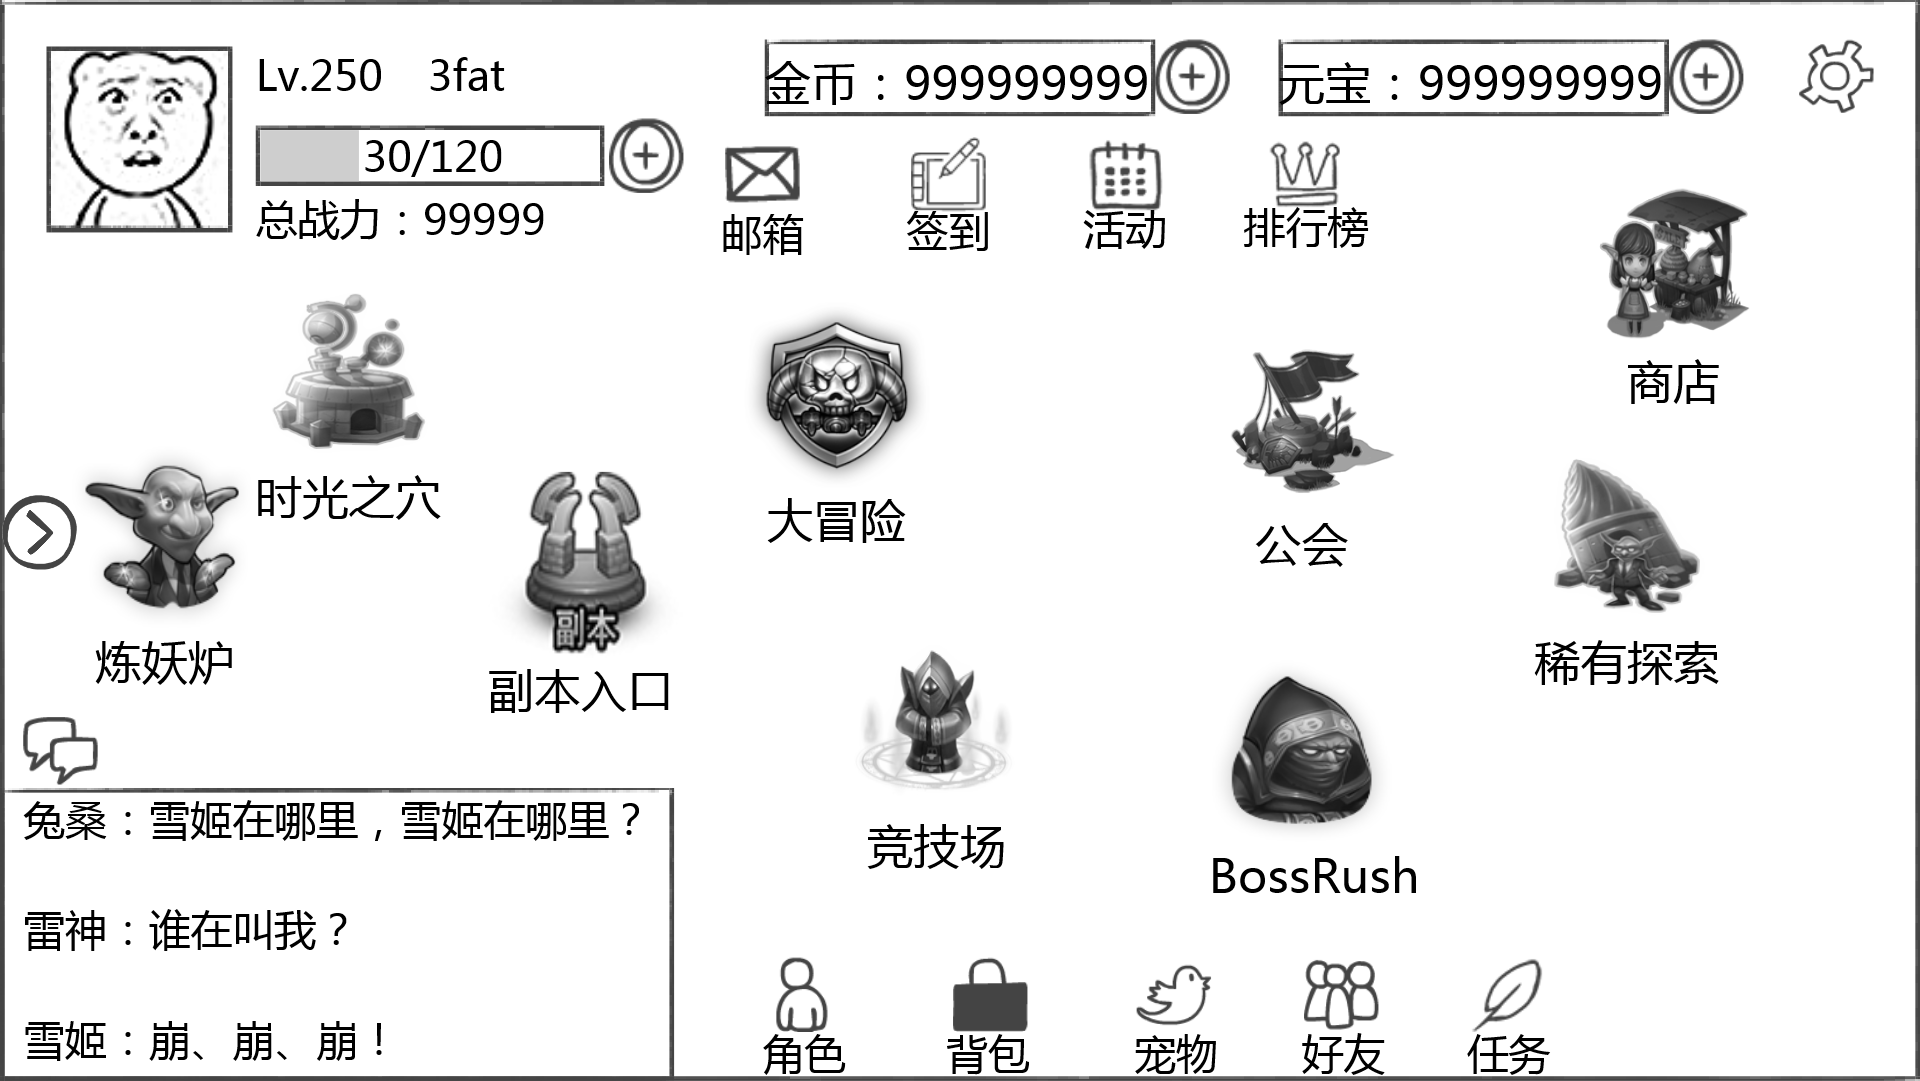 Lv.250 3fat
金币：999999999
元宝：999999999
30/120
总战力：99999
邮箱
签到
活动
排行榜
商店
时光之穴
大冒险
公会
炼妖炉
副本
副本入口
稀有探索
竞技场
BossRush
兔桑：雪姬在哪里，雪姬在哪里？
雷神：谁在叫我？
雪姬：崩、崩、崩！
角色
背包
宠物
好友
任务